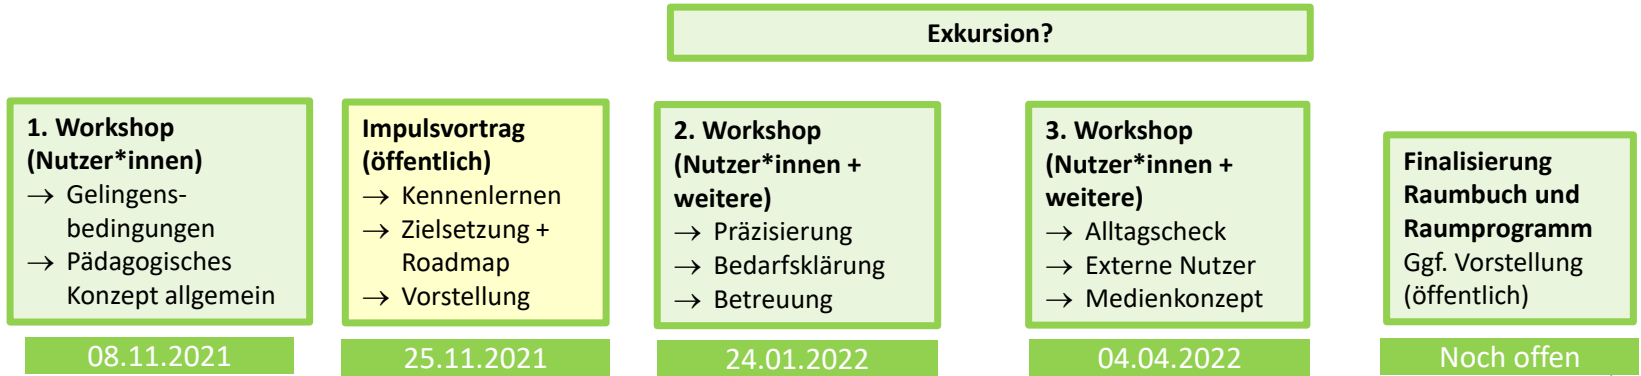 Exkursion?
1. Workshop
(Nutzer*innen)
→ Gelingens-
bedingungen
→ Pädagogisches
Konzept allgemein
08.11.2021
Impulsvortrag
(öffentlich)
→ Kennenlernen
→ Zielsetzung +
Roadmap
→ Vorstellung
25.11.2021
2. Workshop
(Nutzer*innen +
weitere)
→ Präzisierung
→ Bedarfsklärung
→ Betreuung
24.01.2022
3. Workshop
(Nutzer*innen +
weitere)
→ Alltagscheck
→ Externe Nutzer
→ Medienkonzept
04.04.2022
Finalisierung
Raumbuch und
Raumprogramm
Ggf. Vorstellung
(öffentlich)
Noch offen